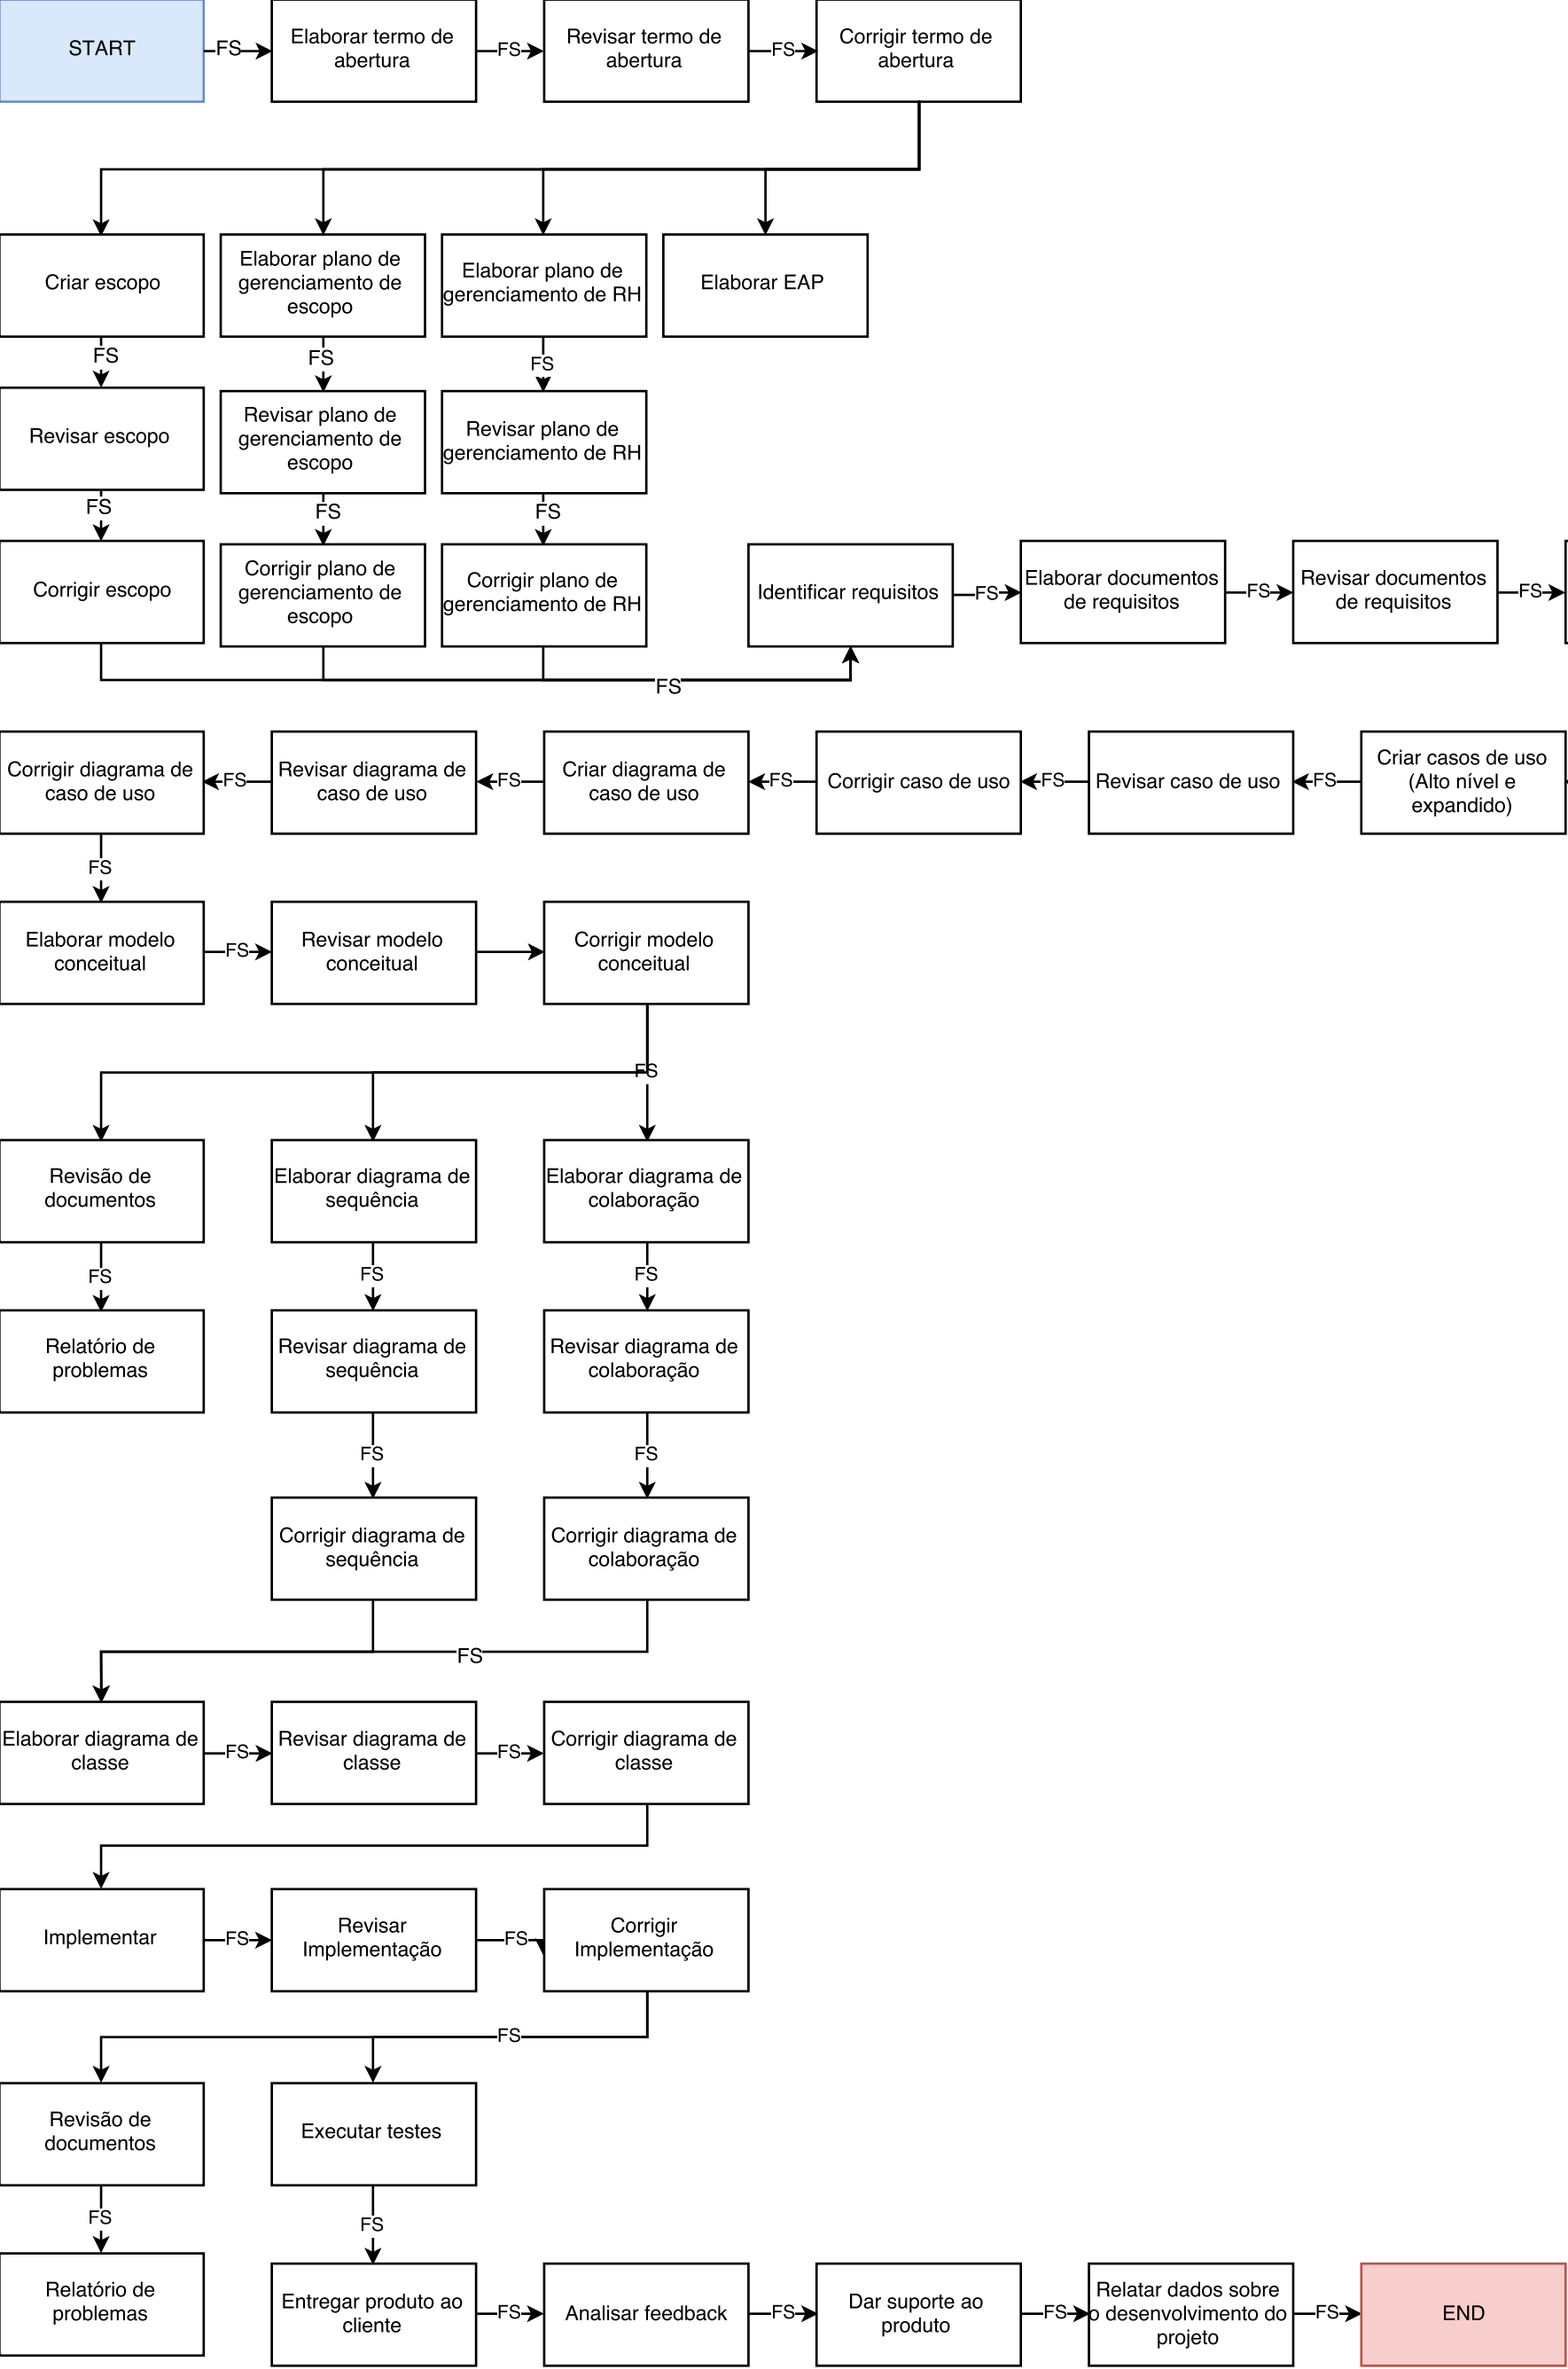 START
FS
Elaborar termo de
abertura
FS
Revisar termo de
abertura
FS
Corrigir termo de
abertura
Criar escopo
Elaborar plano de
gerenciamento de
escopo
Elaborar plano de
gerenciamento de RH
Elaborar EAP
FS
FS
FS
Revisar escopo
Revisar plano de
gerenciamento de
escopo
Revisar plano de
gerenciamento de RH
FS
FS
FS
Corrigir escopo
Corrigir plano de
gerenciamento de
escopo
Corrigir plano de
gerenciamento de RH
Identificar requisitos
FS
Elaborar documentos
de requisitos
FS
Revisar documentos
de requisitos
FS
FS
Corrigir diagrama de
caso de uso
FS
Revisar diagrama de
caso de uso
FS
Criar diagrama de
caso de uso
FS
Corrigir caso de uso
FS
Revisar caso de uso
FS
Criar casos de uso
(Alto nível e
expandido)
FS
Elaborar modelo
conceitual
FS
Revisar modelo
conceitual
Corrigir modelo
conceitual
FS
Revisão de
documentos
Elaborar diagrama de
sequência
Elaborar diagrama de
colaboração
FS
FS
FS
Relatório de
problemas
Revisar diagrama de
sequência
Revisar diagrama de
colaboração
FS
FS
Corrigir diagrama de
sequência
Corrigir diagrama de
colaboração
FS
Elaborar diagrama de
classe
FS
Revisar diagrama de
classe
FS
Corrigir diagrama de
classe
Implementar
FS
Revisar
Implementação
FS
Corrigir
Implementação
FS
Revisão de
documentos
Executar testes
FS
FS
Relatório de
problemas
Entregar produto ao
cliente
FS
Analisar feedback
FS
Dar suporte ao
produto
FS
Relatar dados sobre
o desenvolvimento do
projeto
FS
END